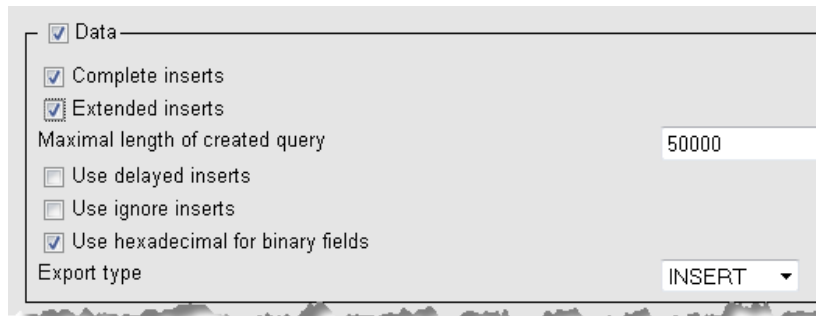 Data
Complete inserts
Extended inserts
Maximal length of created query 50000
Use delayed inserts
Use ignore inserts
Use hexadecimal for binary fields
Export type INSERT